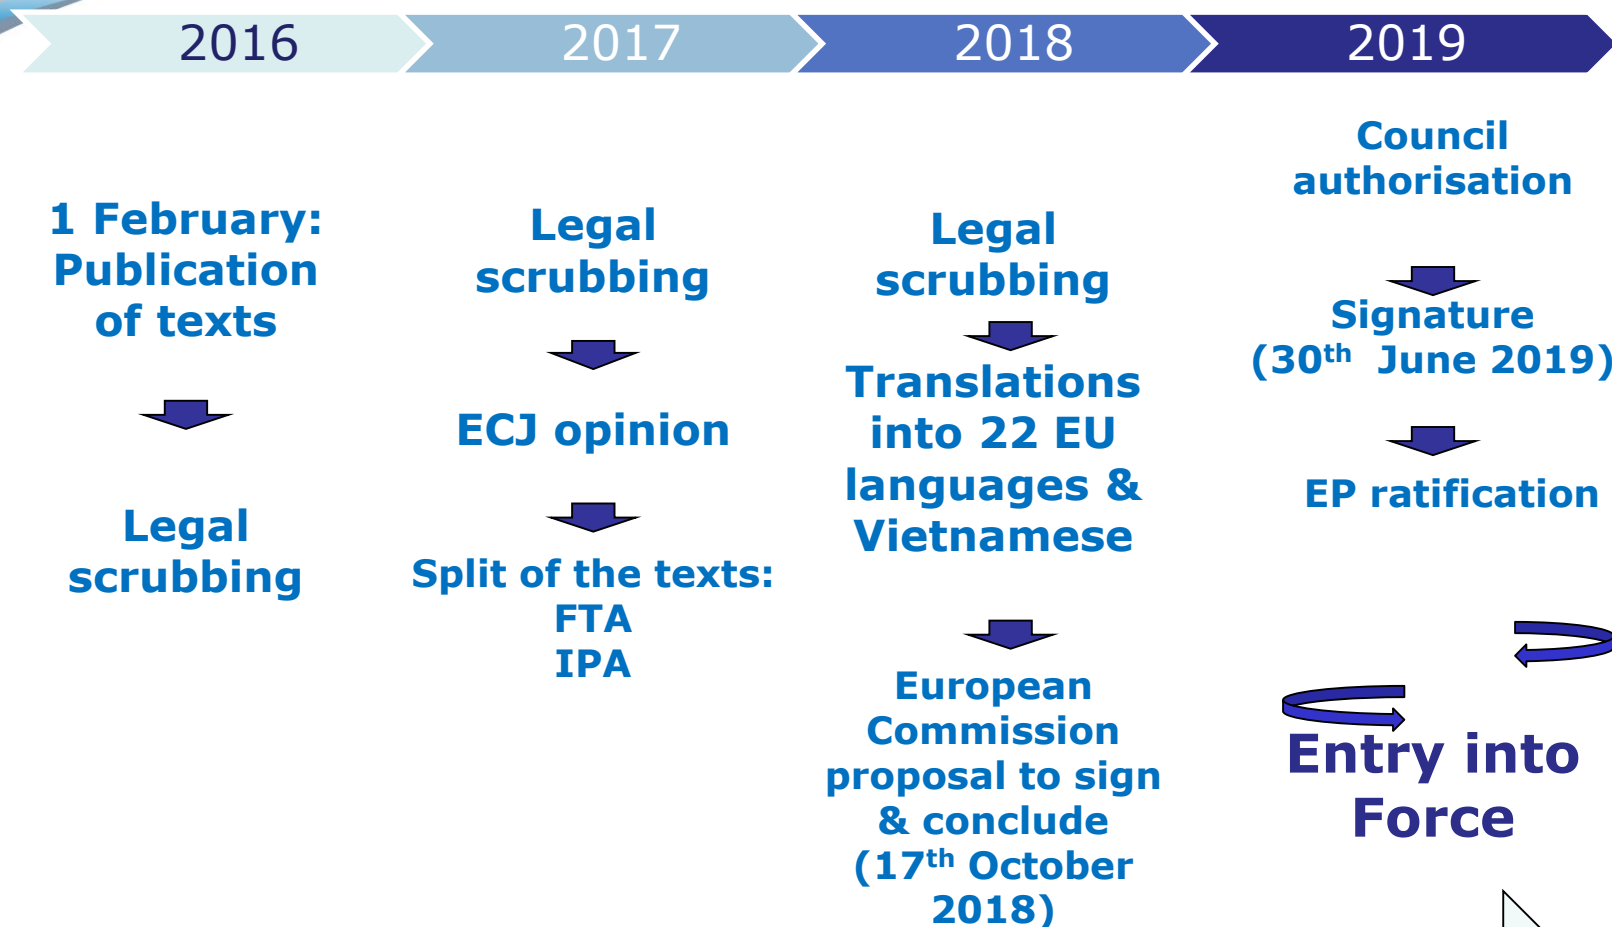 2016
2017
2018
2019
1 February:
Publication
of texts
Legal
scrubbing
Legal
scrubbing
ECJ opinion
Split of the texts:
FTA
IPA
Legal
scrubbing
Translations
into 22 EU
languages &
Vietnamese
European
Commission
proposal to sign
& conclude
(17th October
2018)
Council
authorisation
Signature
(30th June 2019)
EP ratification
Entry into
Force